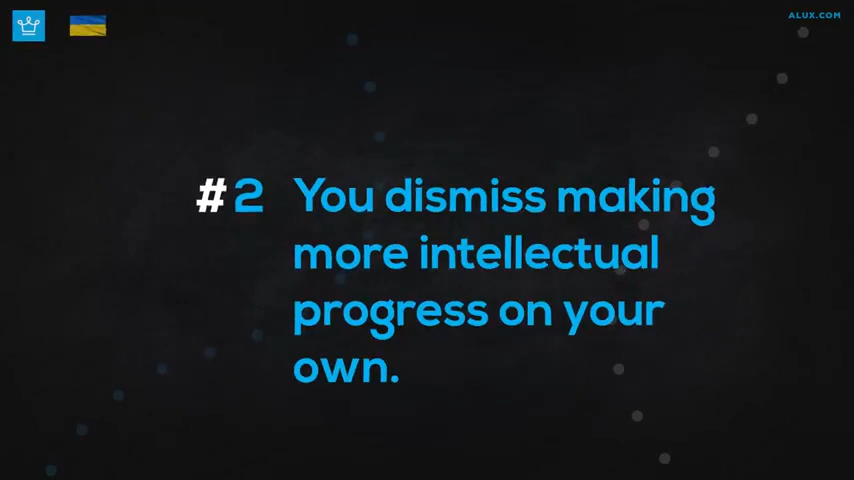 ALUX.COM
#2 You dismiss making
more intellectual
progress on your
own.